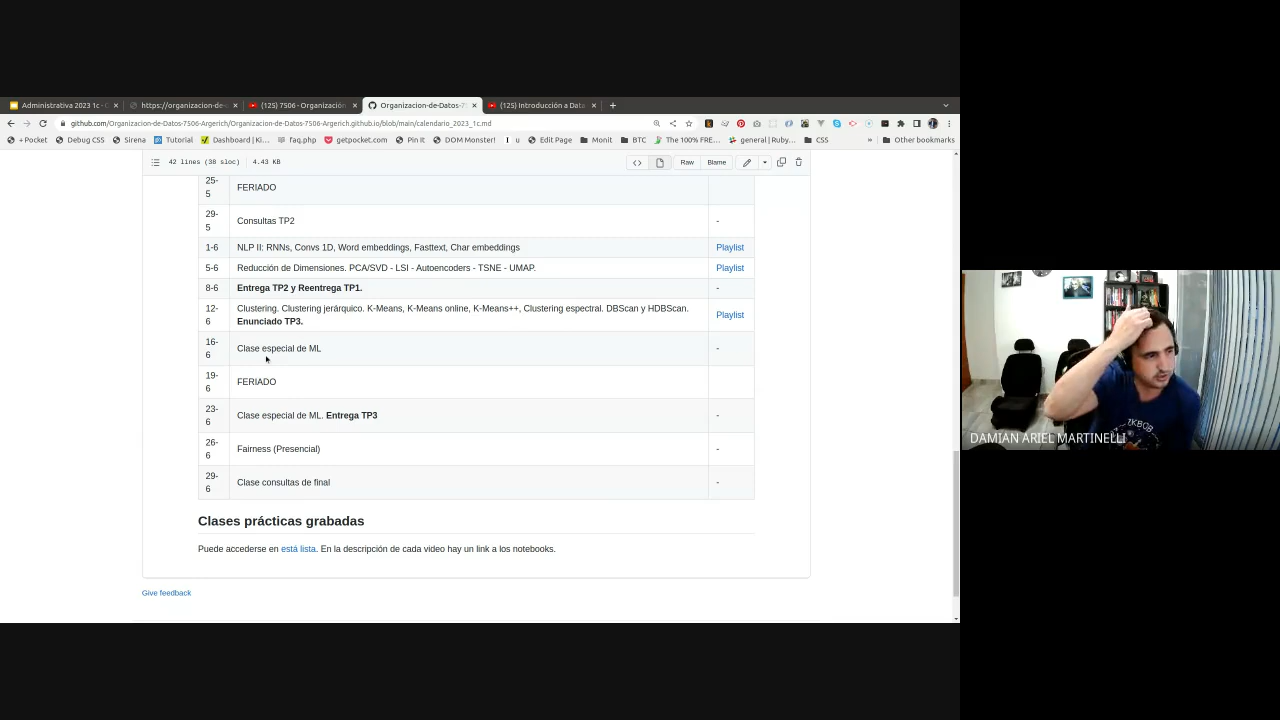 Administrativa 2023 1c - G
https://organizacion-de-
(125) 7506 - Organización
Organizacion-de-Datos-7
(125) Introducción a Data
github.com/Organizacion-de-Datos-7506-Argerich/Organizacion-de-Datos-7506-Argerich.github.io/blob/main/calendario_2023_1c.md
+ Pocket
Debug CSS
Sirena
Tutorial
Dashboard | Ki...
faq.php
getpocket.com
Pin It
u
DOM Monster!
Edit Page
Monit
BTC
The 100% FRE...
general | Ruby...
CSS
»
Other bookmarks
42 lines (38 sloc)
4.43 KB
Raw
Blame
25-5 FERIADO
29-5 Consultas TP2 -
1-6 NLP II: RNNs, Convs 1D, Word embeddings, Fasttext, Char embeddings Playlist
5-6 Reducción de Dimensiones. PCA/SVD - LSI - Autoencoders - TSNE - UMAP. Playlist
8-6 Entrega TP2 y Reentrega TP1. -
12-6 Clustering. Clustering jerárquico. K-Means, K-Means online, K-Means++, Clustering espectral. DBScan y HDBScan.
Enunciado TP3. Playlist
16-6 Clase especial de ML -
19-6 FERIADO
23-6 Clase especial de ML. Entrega TP3 -
26-6 Fairness (Presencial) -
29-6 Clase consultas de final -
Clases prácticas grabadas
Puede accederse en está lista. En la descripción de cada video hay un link a los notebooks.
Give feedback
DAMIAN ARIEL MARTINELLI